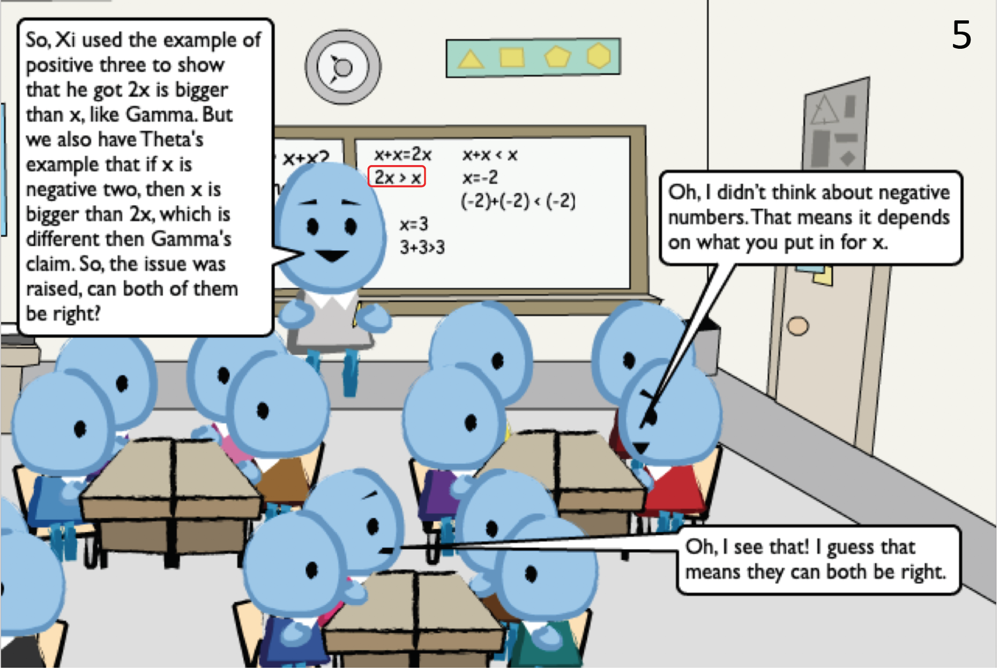 5
So, Xi used the example of
positive three to show
that he got 2x is bigger
than x, like Gamma. But
we also have Theta's
example that if x is
negative two, then x is
bigger than 2x, which is
different then Gamma's
claim. So, the issue was
raised, can both of them
be right?
x+x?
x+x=2x
2x > x
x=3
3+3>3
x+x < x
x=-2
(-2)+(-2) < (-2)
Oh, I didn't think about negative
numbers. That means it depends
on what you put in for x.
Oh, I see that! I guess that
means they can both be right.